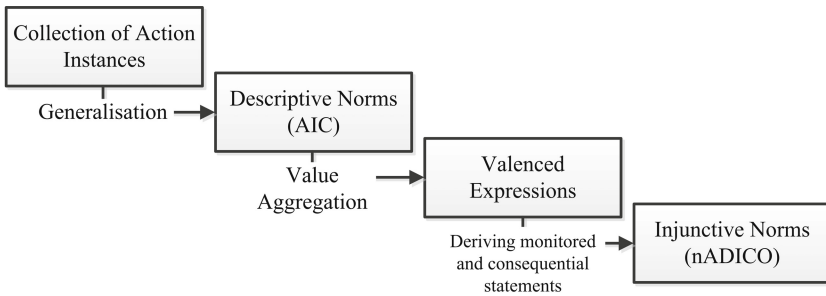 Collection of Action
Instances
Generalisation
Descriptive Norms
(AIC)
Value
Aggregation
Valenced
Expressions
Deriving monitored
and consequential
statements
Injunctive Norms
(nADICO)